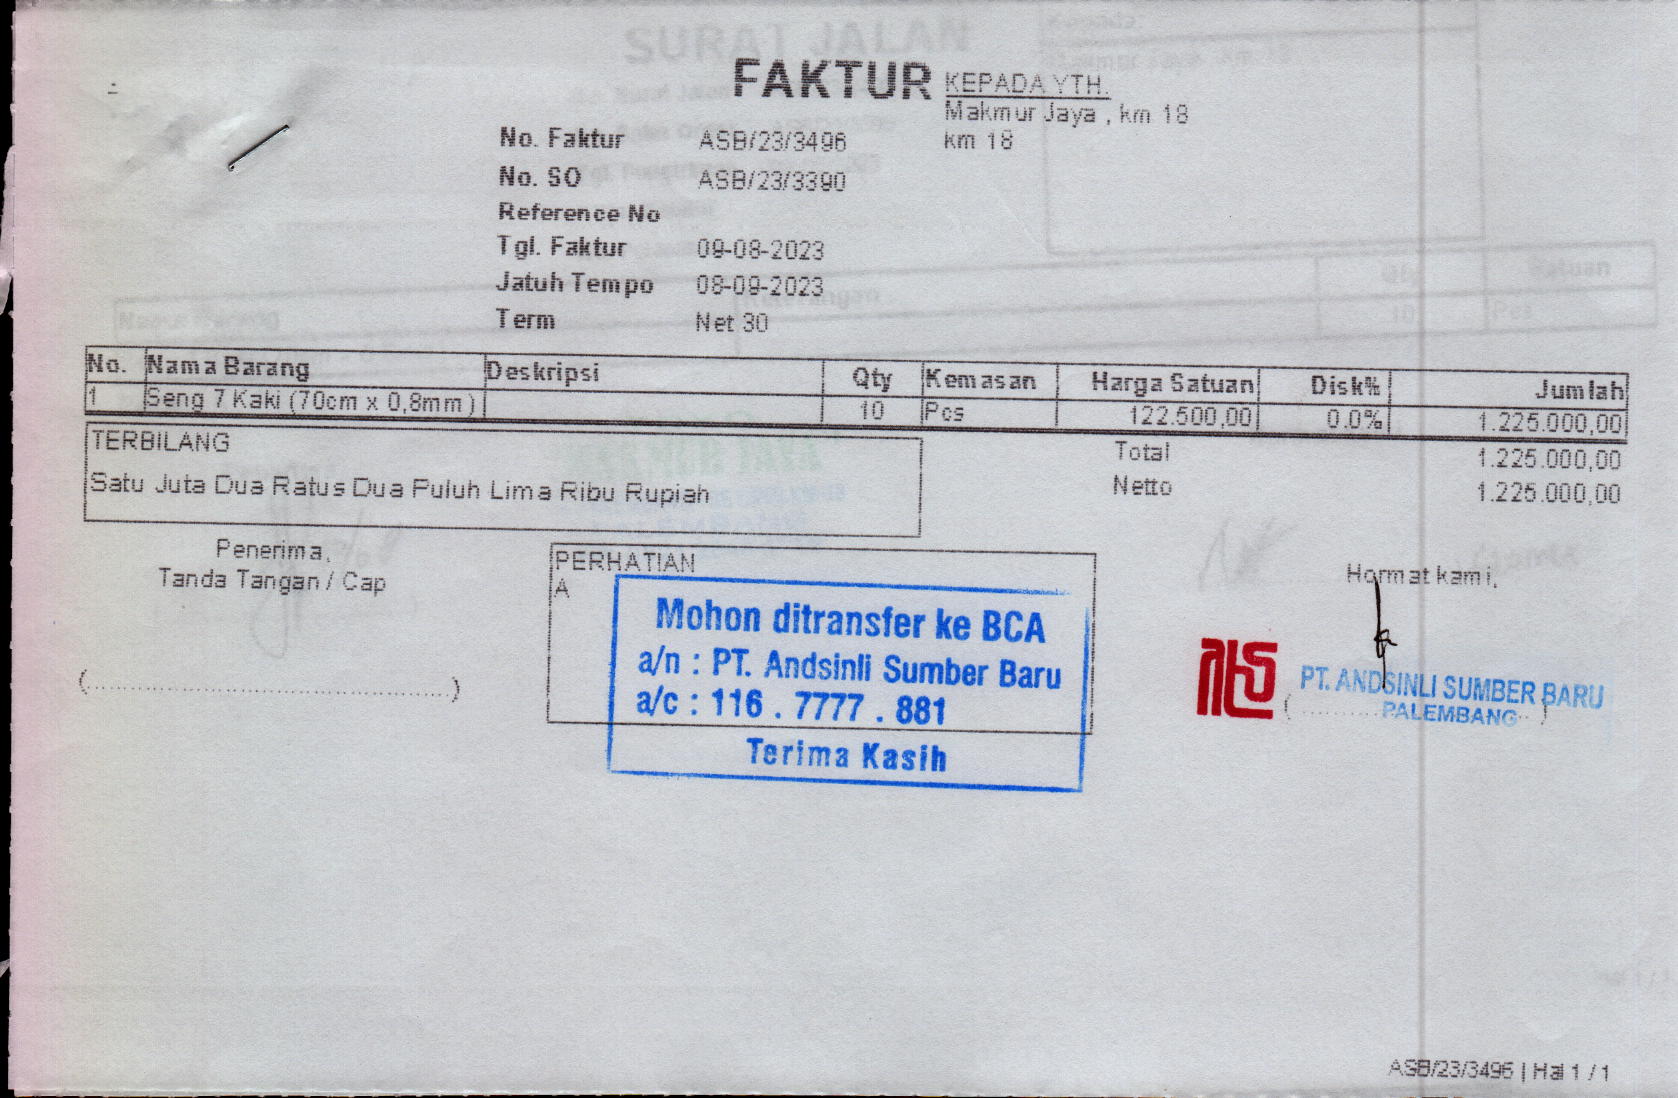 FAKTUR
KEPADA YTH.
Makmur Jaya , km 18
km 18
No. Faktur ASB/23/3496
No. SO ASB/23/3390
Reference No
Tgl. Faktur 09-08-2023
Jatuh Tempo 08-09-2023
Term Net 30
No. Nama Barang Deskripsi Qty Kemasan Harga Satuan Disk% Jumlah
1 Seng 7 Kaki (70cm x 0,8mm) 10 Pcs 122.500,00 0.0% 1.225.000,00
TERBILANG
Satu Juta Dua Ratus Dua Puluh Lima Ribu Rupiah
Total 1.225.000,00
Netto 1.225.000,00
Penerima,
Tanda Tangan / Cap
(..................................................)
PERHATIAN
A
Mohon ditransfer ke BCA
a/n : PT. Andsinli Sumber Baru
a/c : 116 . 7777 . 881
Terima Kasih
Hormat kami,
PT. ANDSINLI SUMBER BARU
PALEMBANG
ASB/23/3496 | Hal 1 / 1
SURAT JALAN